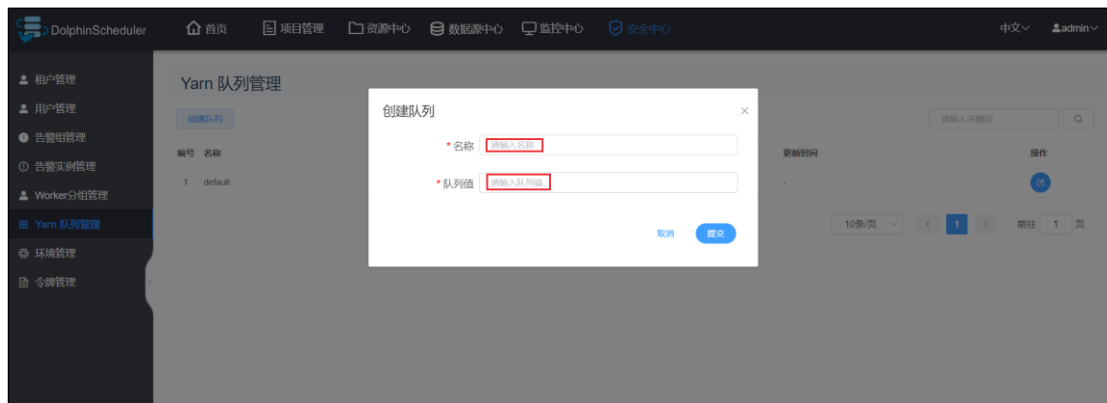 DolphinScheduler 首页 项目管理 资源中心 数据源中心 监控中心 安全中心 中文 admin
租户管理
用户管理
告警组管理
告警实例管理
Worker分组管理
Yarn 队列管理
环境管理
令牌管理
Yarn 队列管理
创建队列 请输入关键词
编号 名称 更新时间 操作
1 default -
10条/页 < 1 > 前往 1 页
创建队列 ×
* 名称 请输入名称
* 队列值 请输入队列值
取消 提交